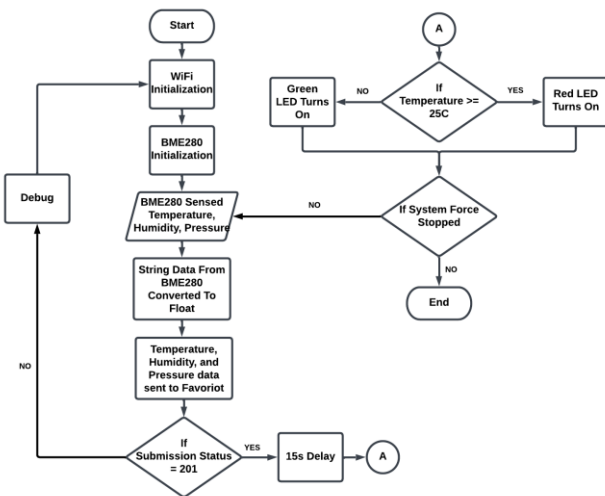 Start
WiFi
Initialization
BME280
Initialization
BME280 Sensed
Temperature,
Humidity, Pressure
String Data From
BME280
Converted To
Float
Temperature,
Humidity, and
Pressure data
sent to Favoriot
If
Submission Status
= 201
NO
Debug
YES
15s Delay
A
A
If
Temperature >=
25C
NO
Green
LED Turns
On
YES
Red LED
Turns On
If System Force
Stopped
NO
NO
End